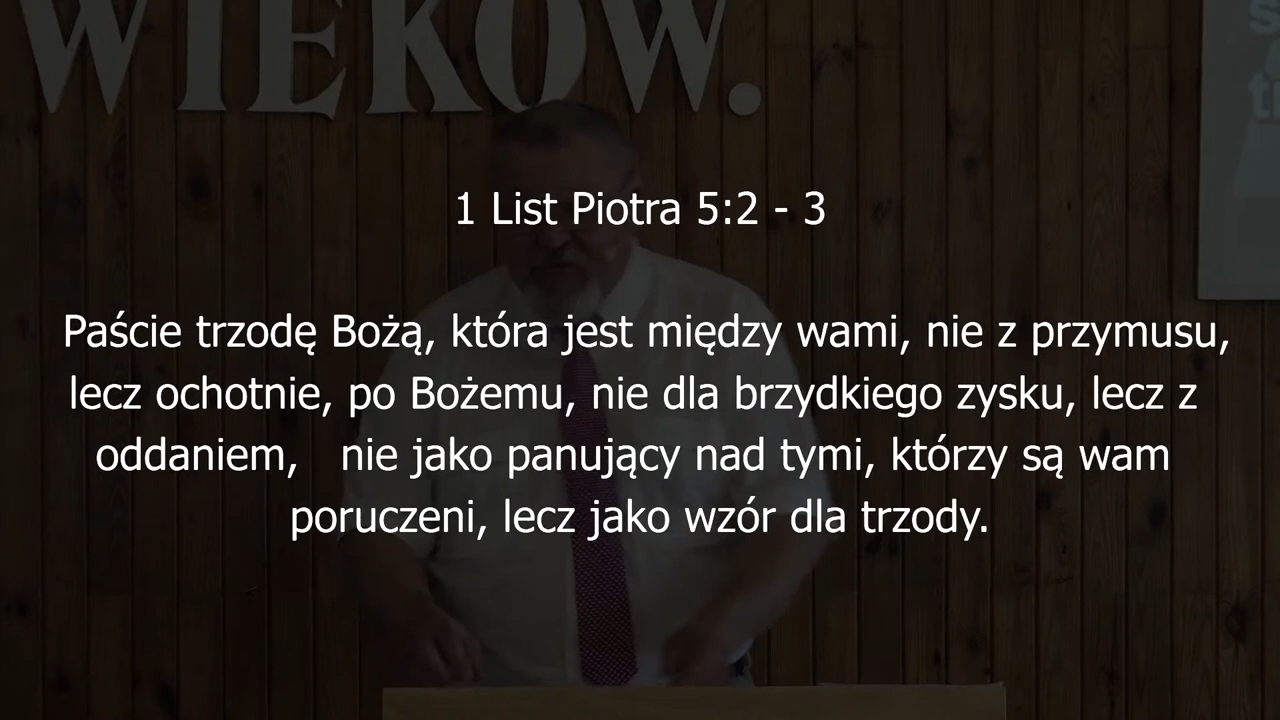 WIEKÓW.
1 List Piotra 5:2 - 3
Paście trzodę Bożą, która jest między wami, nie z przymusu,
lecz ochotnie, po Bożemu, nie dla brzydkiego zysku, lecz z
oddaniem,   nie jako panujący nad tymi, którzy są wam
poruczeni, lecz jako wzór dla trzody.